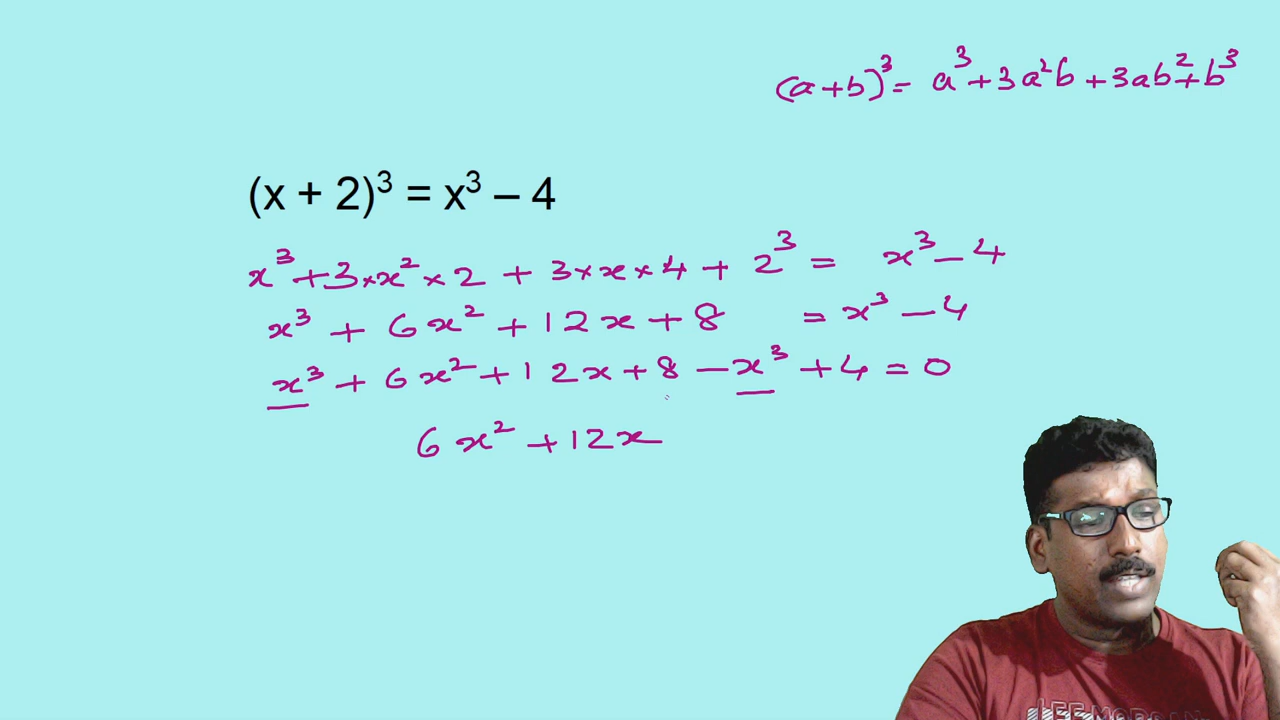 (a+b)³ = a³+3a²b+3ab²+b³
(x + 2)³ = x³ – 4
x³+3×x²×2 + 3×x×4 + 2³ = x³-4
x³ + 6x² + 12x + 8 = x³ - 4
x³ + 6x² + 12x + 8 - x³ + 4 = 0
6x² + 12x